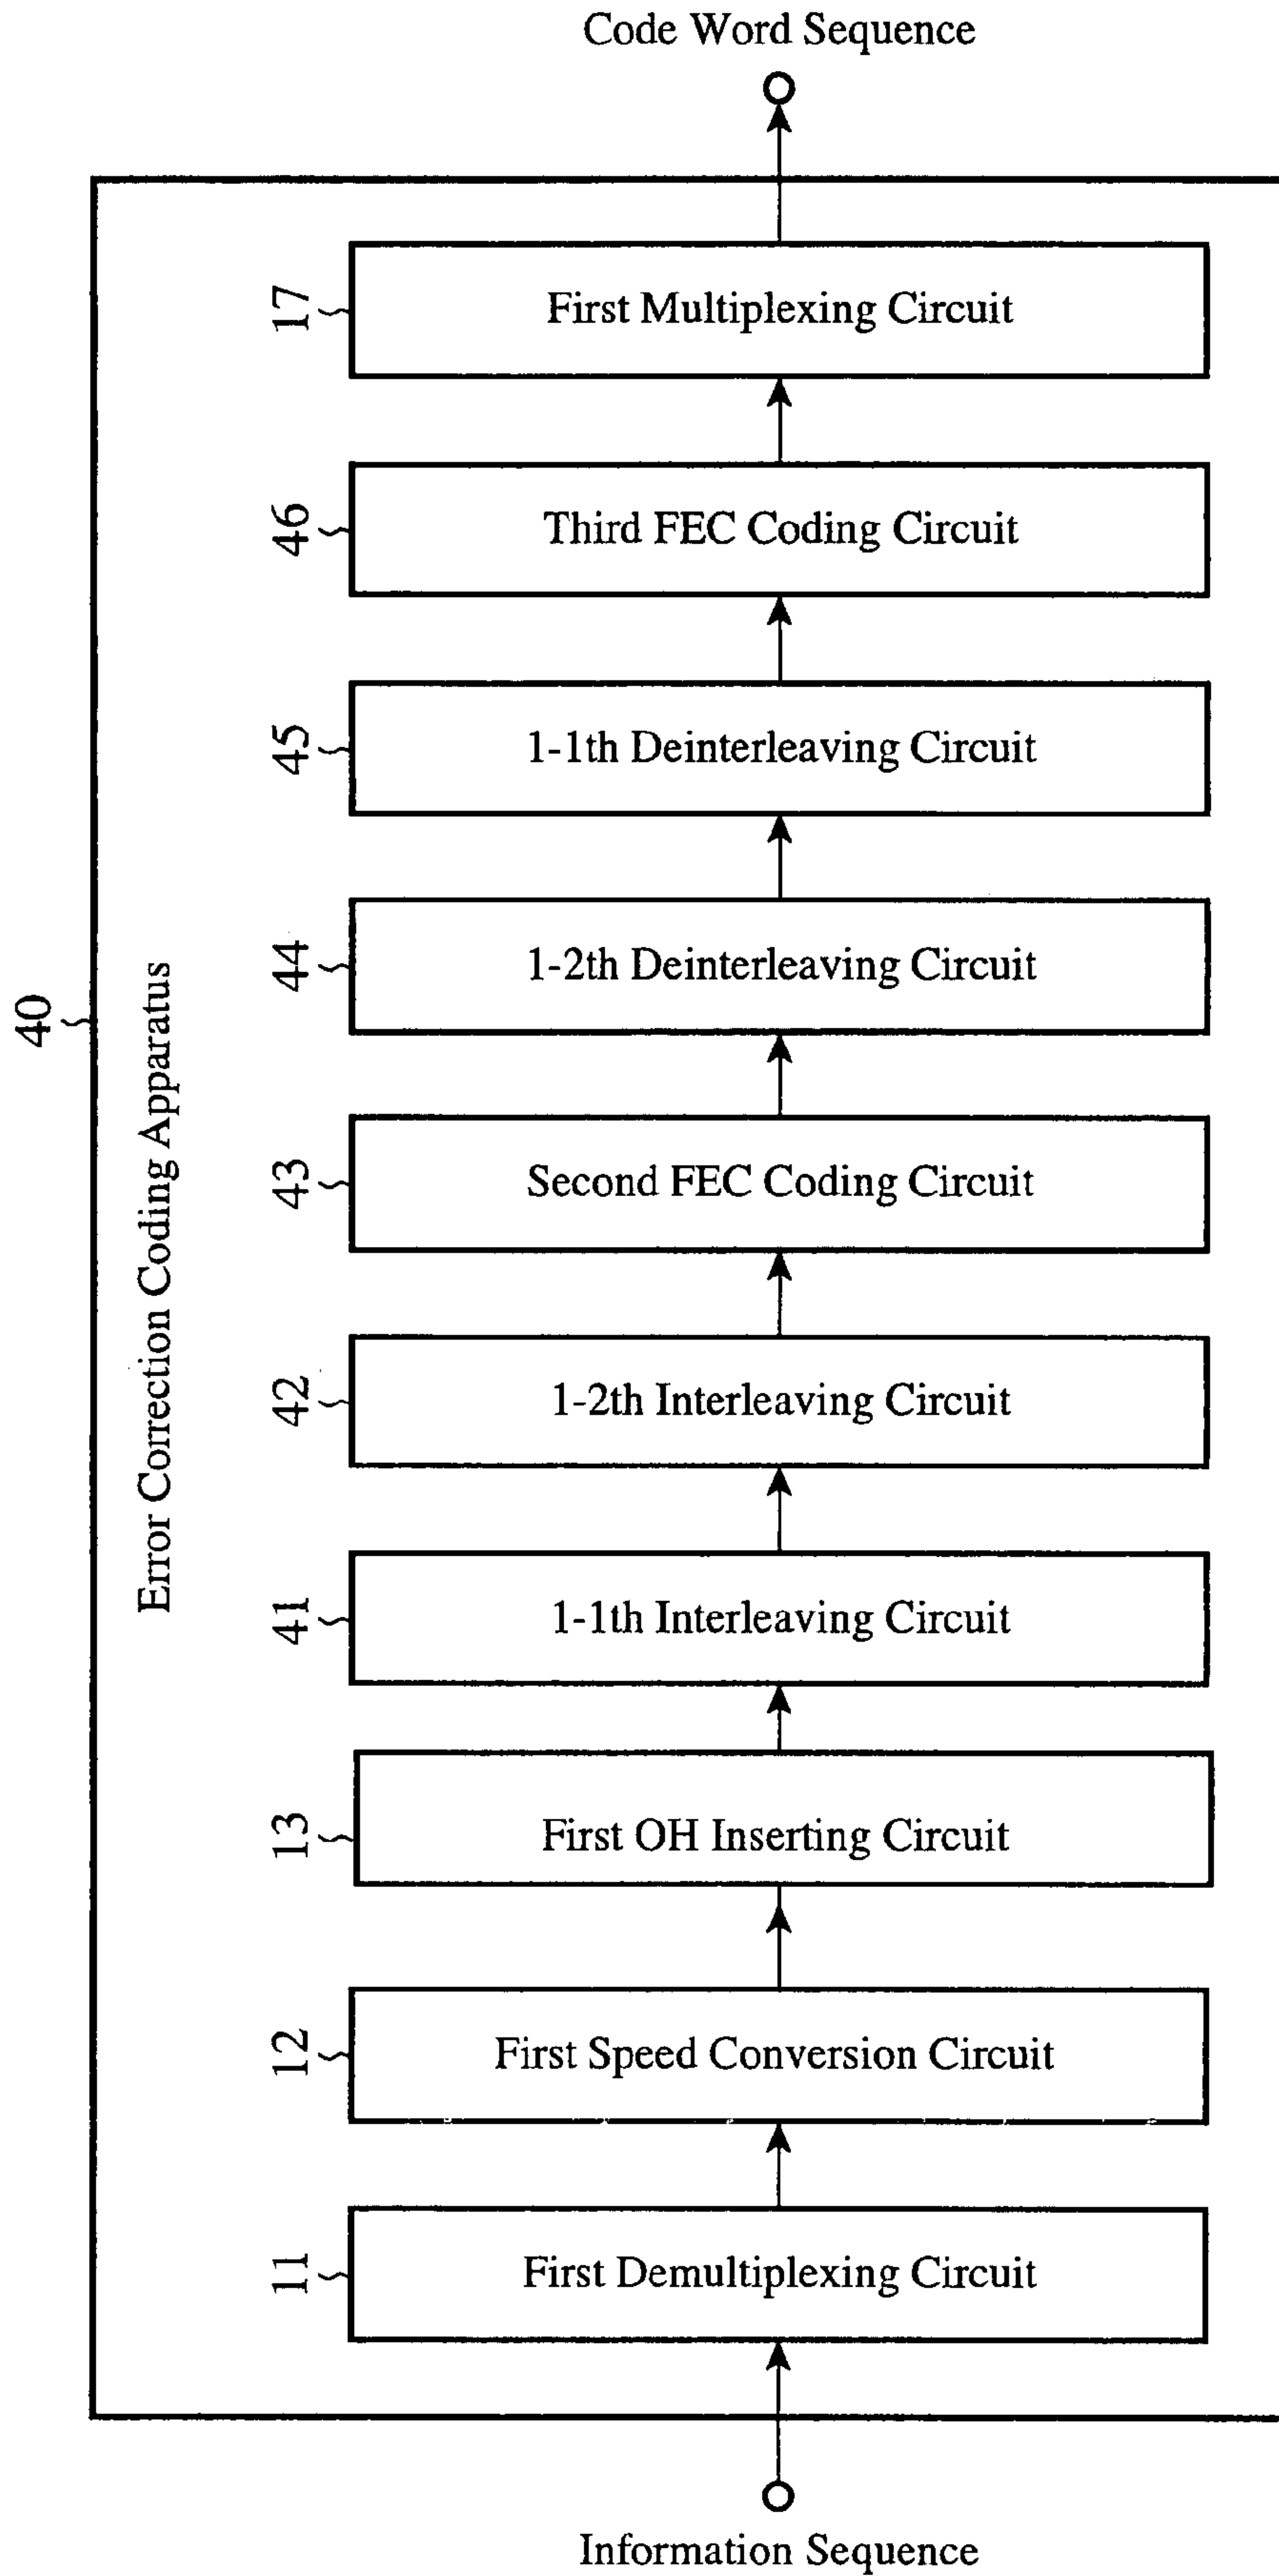 Code Word Sequence
40
Error Correction Coding Apparatus
17
First Multiplexing Circuit
46
Third FEC Coding Circuit
45
1-1th Deinterleaving Circuit
44
1-2th Deinterleaving Circuit
43
Second FEC Coding Circuit
42
1-2th Interleaving Circuit
41
1-1th Interleaving Circuit
13
First OH Inserting Circuit
12
First Speed Conversion Circuit
11
First Demultiplexing Circuit
Information Sequence